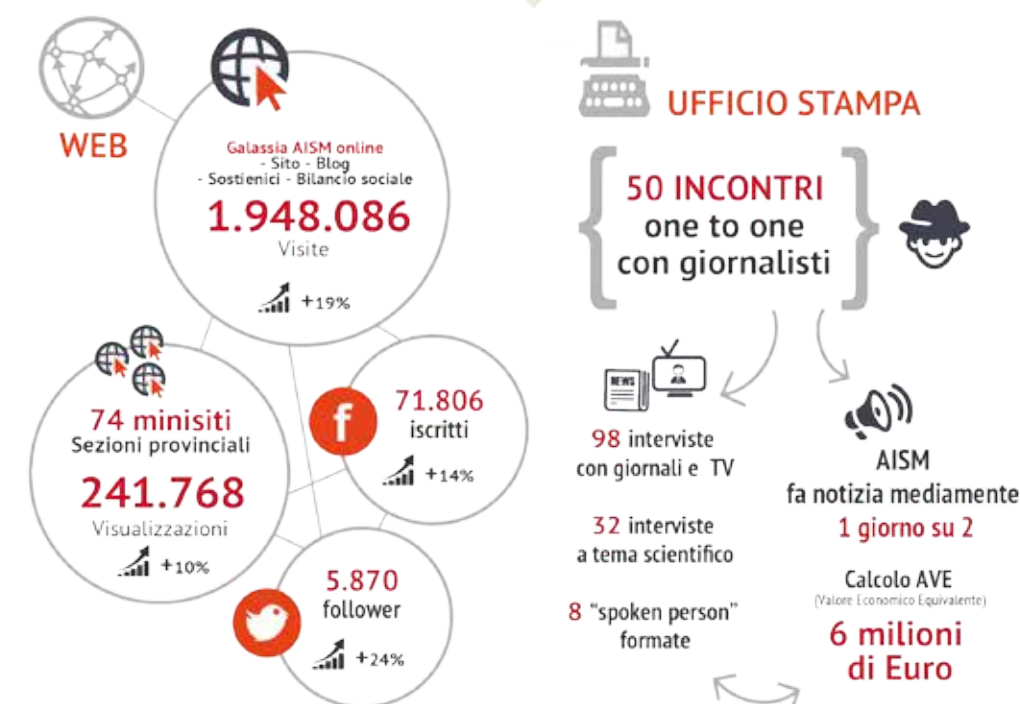 WEB
Galassia AISM online
- Sito - Blog
- Sostienici - Bilancio sociale
1.948.086
Visite
+19%
74 minisiti
Sezioni provinciali
241.768
Visualizzazioni
+10%
f
71.806
iscritti
+14%
5.870
follower
+24%
UFFICIO STAMPA
{ 50 INCONTRI
one to one
con giornalisti }
NEWS
98 interviste
con giornali e TV
32 interviste
a tema scientifico
8 "spoken person"
formate
AISM
fa notizia mediamente
1 giorno su 2
Calcolo AVE
(Valore Economico Equivalente)
6 milioni
di Euro